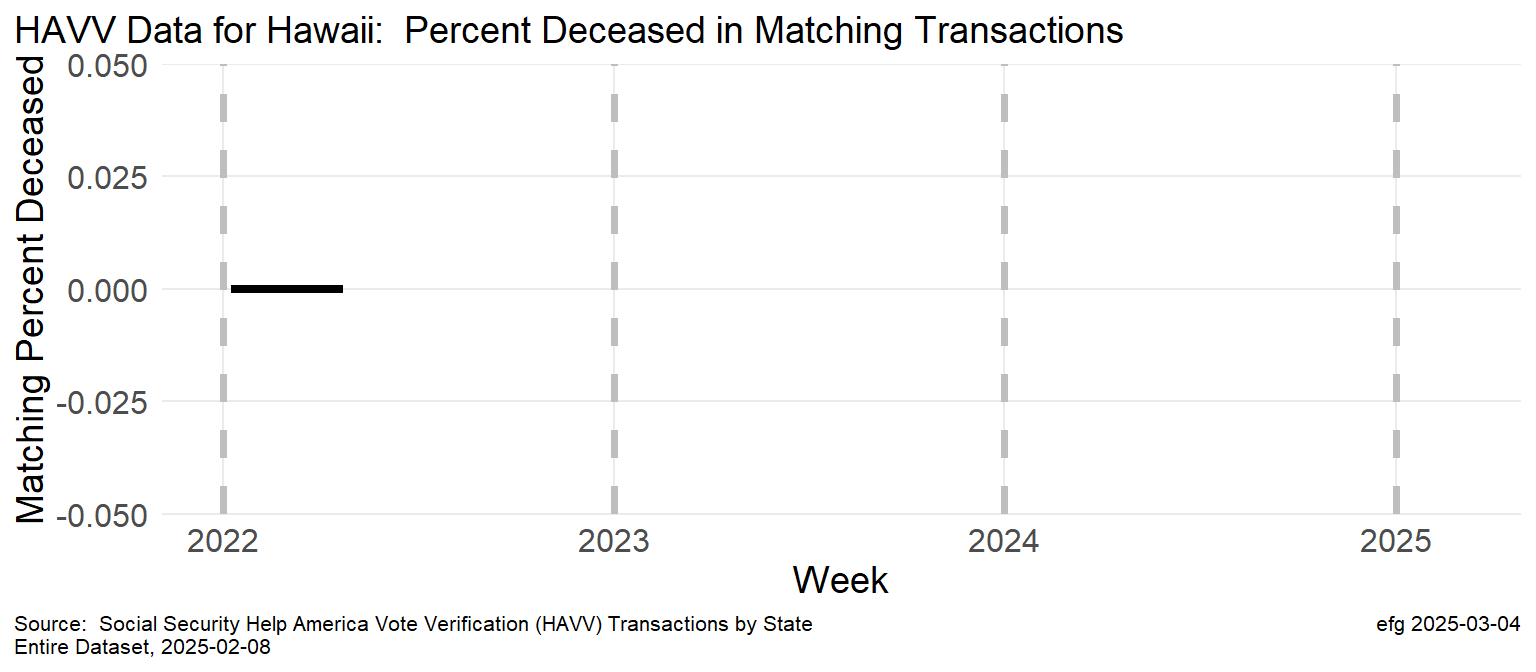 HAVV Data for Hawaii:  Percent Deceased in Matching Transactions
Matching Percent Deceased
0.050
0.025
0.000
-0.025
-0.050
2022 2023 2024 2025
Week
Source:  Social Security Help America Vote Verification (HAVV) Transactions by State
Entire Dataset, 2025-02-08
efg 2025-03-04